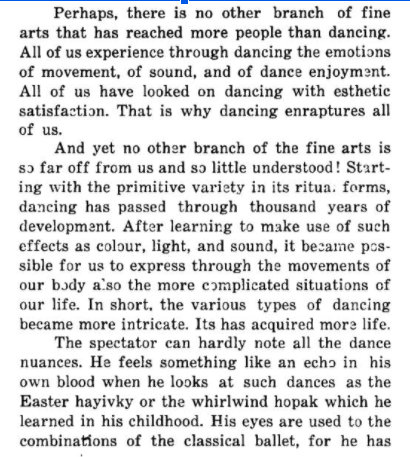 Perhaps, there is no other branch of fine
arts that has reached more people than dancing.
All of us experience through dancing the emotions
of movement, of sound, and of dance enjoyment.
All of us have looked on dancing with esthetic
satisfaction. That is why dancing enraptures all
of us.
And yet no other branch of the fine arts is
so far off from us and so little understood! Start-
ing with the primitive variety in its ritua. forms,
dancing has passed through thousand years of
development. After learning to make use of such
effects as colour, light, and sound, it became pos-
sible for us to express through the movements of
our body also the more complicated situations of
our life. In short, the various types of dancing
became more intricate. Its has acquired more life.
The spectator can hardly note all the dance
nuances. He feels something like an echo in his
own blood when he looks at such dances as the
Easter hayivky or the whirlwind hopak which he
learned in his childhood. His eyes are used to the
combinations of the classical ballet, for he has